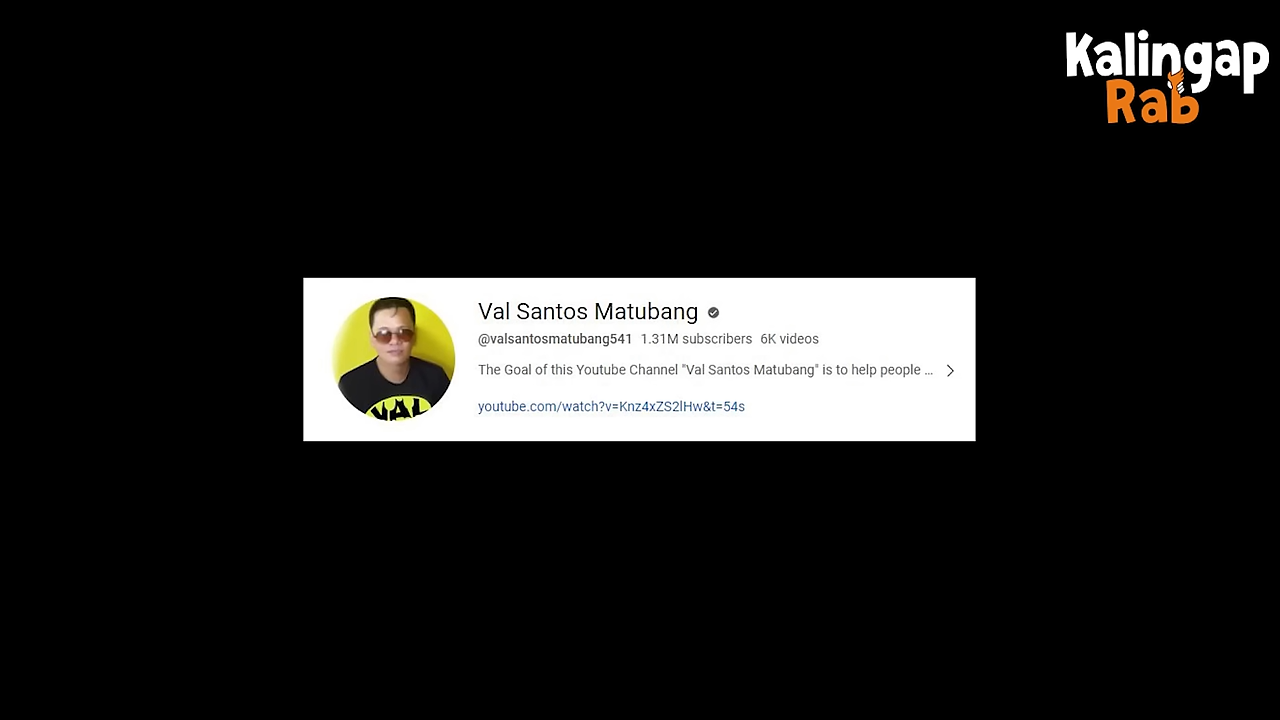 Kalingap
Rab
Val Santos Matubang
@valsantosmatubang541 1.31M subscribers 6K videos
The Goal of this Youtube Channel "Val Santos Matubang" is to help people ...
youtube.com/watch?v=Knz4xZS2lHw&t=54s
VAL